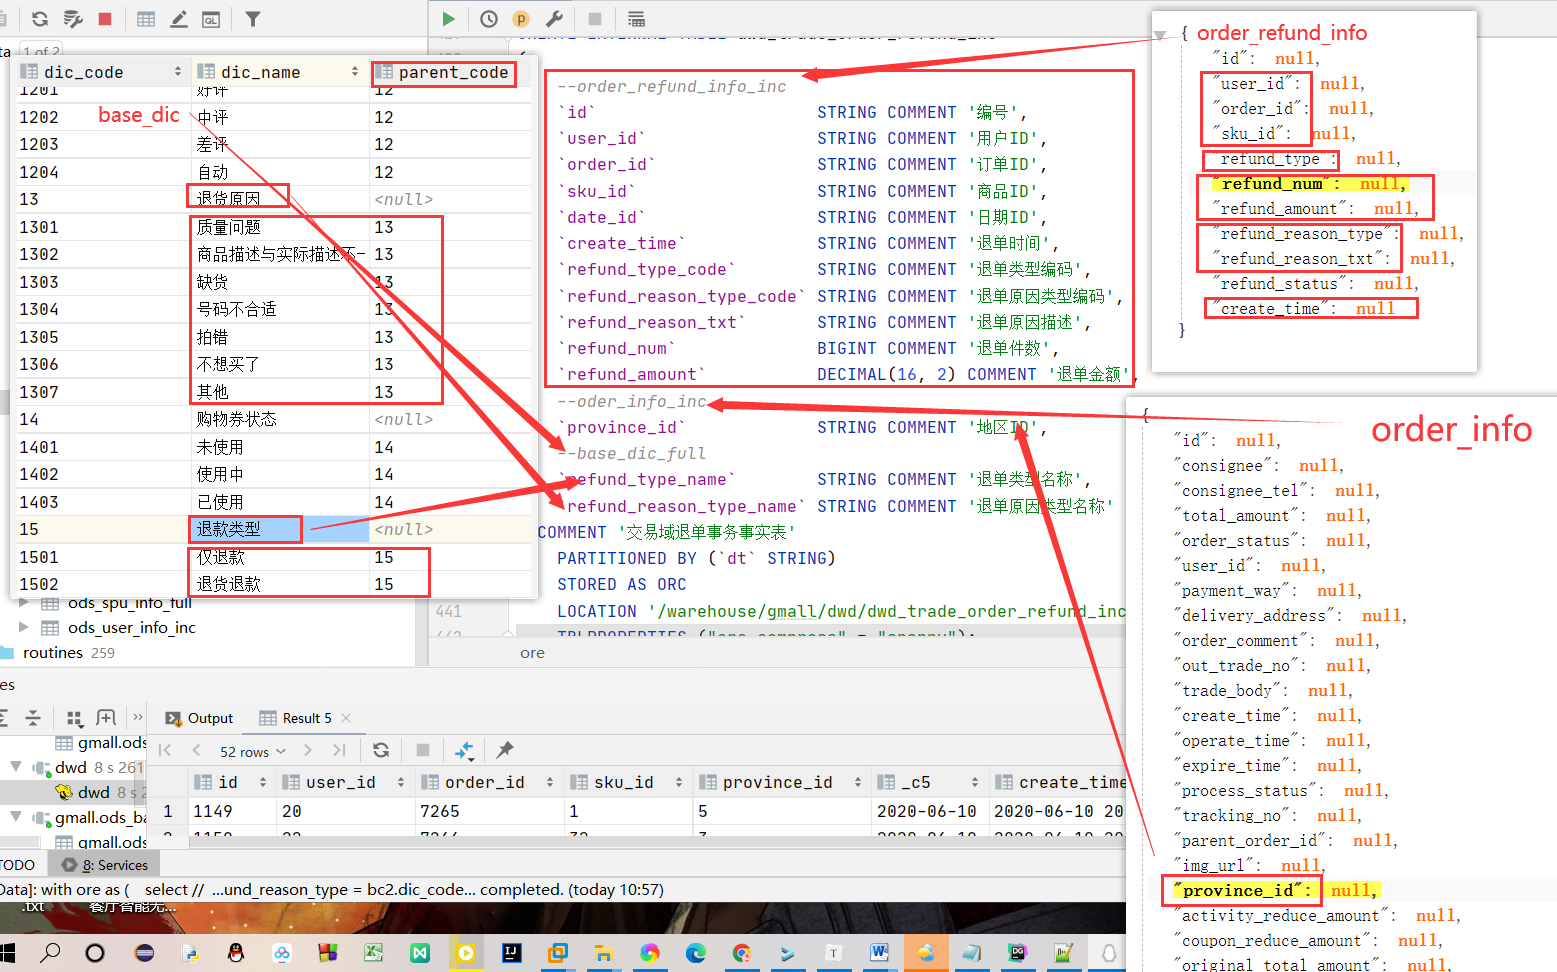 1 of 2
dic_code dic_name parent_code
1201 好评 12
1202 中评 12
1203 差评 12
1204 自动 12
13 退货原因 <null>
1301 质量问题 13
1302 商品描述与实际描述不一 13
1303 缺货 13
1304 号码不合适 13
1305 拍错 13
1306 不想买了 13
1307 其他 13
14 购物券状态 <null>
1401 未使用 14
1402 使用中 14
1403 已使用 14
15 退款类型 <null>
1501 仅退款 15
1502 退货退款 15
base_dic
ods_spu_info_full
ods_user_info_inc
routines 259
--order_refund_info_inc
`id` STRING COMMENT '编号',
`user_id` STRING COMMENT '用户ID',
`order_id` STRING COMMENT '订单ID',
`sku_id` STRING COMMENT '商品ID',
`date_id` STRING COMMENT '日期ID',
`create_time` STRING COMMENT '退单时间',
`refund_type_code` STRING COMMENT '退单类型编码',
`refund_reason_type_code` STRING COMMENT '退单原因类型编码',
`refund_reason_txt` STRING COMMENT '退单原因描述',
`refund_num` BIGINT COMMENT '退单件数',
`refund_amount` DECIMAL(16, 2) COMMENT '退单金额',
--oder_info_inc
`province_id` STRING COMMENT '地区ID',
--base_dic_full
`refund_type_name` STRING COMMENT '退单类型名称',
`refund_reason_type_name` STRING COMMENT '退单原因类型名称'
COMMENT '交易域退单事务事实表'
PARTITIONED BY (`dt` STRING)
STORED AS ORC
441 LOCATION '/warehouse/gmall/dwd/dwd_trade_order_refund_inc
TBLPROPERTIES ("orc.compress" = "snappy");
ore
order_refund_info
{
"id": null,
"user_id": null,
"order_id": null,
"sku_id": null,
"refund_type": null,
"refund_num": null,
"refund_amount": null,
"refund_reason_type": null,
"refund_reason_txt": null,
"refund_status": null,
"create_time": null
}
order_info
{
"id": null,
"consignee": null,
"consignee_tel": null,
"total_amount": null,
"order_status": null,
"user_id": null,
"payment_way": null,
"delivery_address": null,
"order_comment": null,
"out_trade_no": null,
"trade_body": null,
"create_time": null,
"operate_time": null,
"expire_time": null,
"process_status": null,
"tracking_no": null,
"parent_order_id": null,
"img_url": null,
"province_id": null,
"activity_reduce_amount": null,
"coupon_reduce_amount": null,
"original_total_amount": null,
es
Output Result 5
52 rows
gmall.ods
dwd 8 s 261
dwd 8 s 2
gmall.ods_ba
gmall.ods
id user_id order_id sku_id province_id _c5 create_time
1 1149 20 7265 1 5 2020-06-10 2020-06-10 20
TODO 8: Services
Data]: with ore as ( select // ...und_reason_type = bc2.dic_code... completed. (today 10:57)
.txt 餐厅智能无...